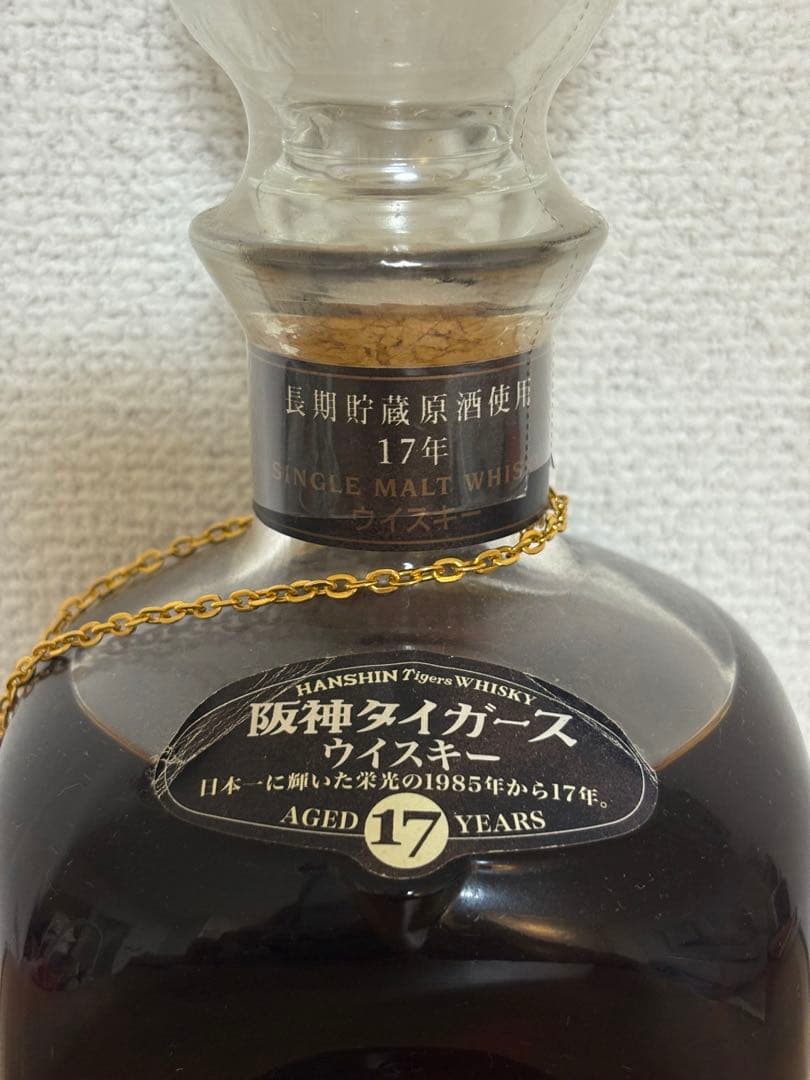 長期貯蔵原酒使用
17年
SINGLE MALT WHIS
ウイスキー
HANSHIN Tigers WHISKY
阪神タイガース
ウイスキー
日本一に輝いた栄光の1985年から17年。
AGED 17 YEARS